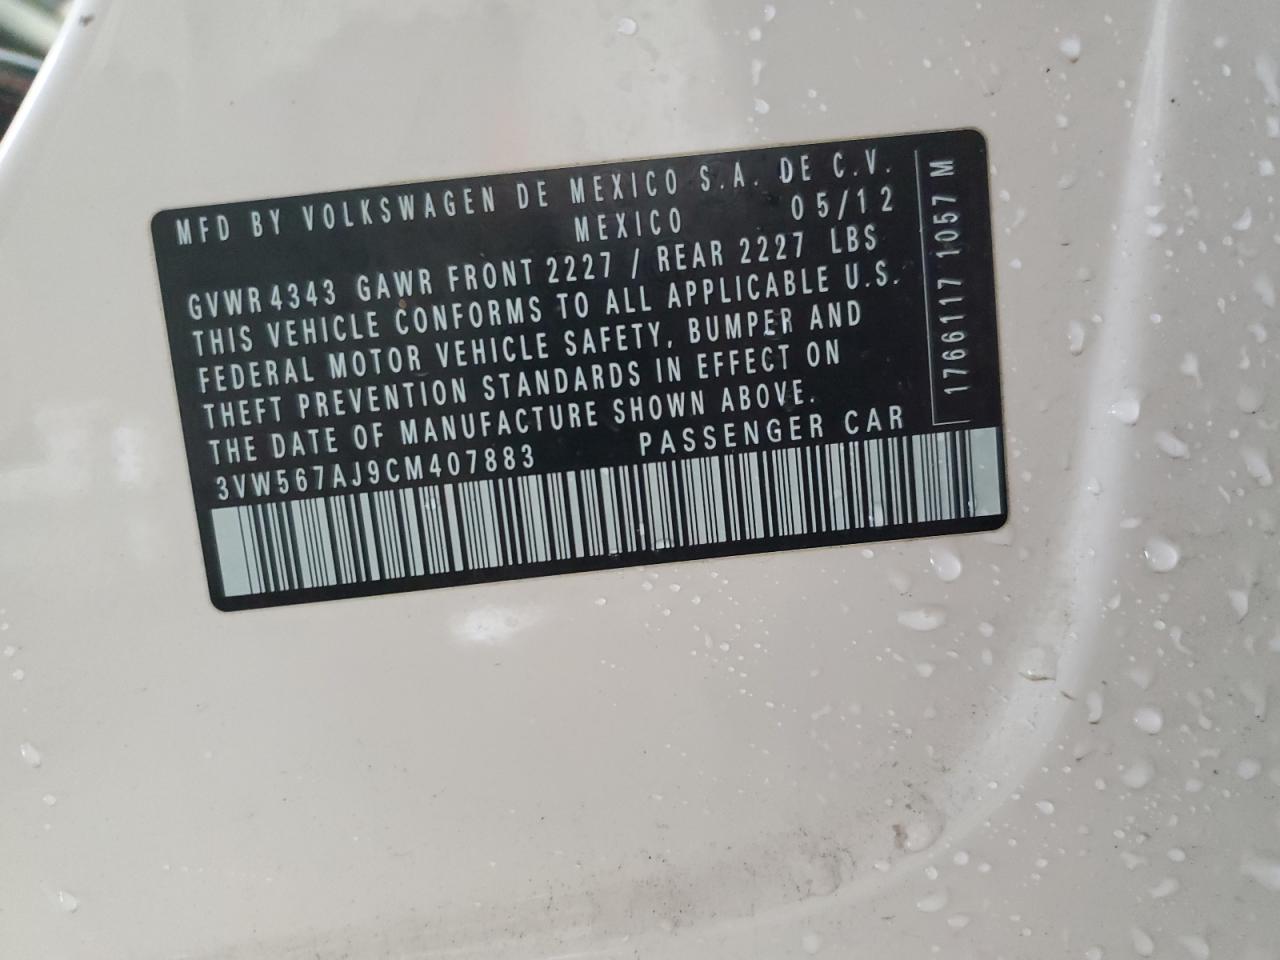 MFD BY VOLKSWAGEN DE MEXICO S.A. DE C.V.
MEXICO 05/12
GVWR 4343 GAWR FRONT 2227 / REAR 2227 LBS
THIS VEHICLE CONFORMS TO ALL APPLICABLE U.S.
FEDERAL MOTOR VEHICLE SAFETY, BUMPER AND
THEFT PREVENTION STANDARDS IN EFFECT ON
THE DATE OF MANUFACTURE SHOWN ABOVE.
3VW567AJ9CM407883 PASSENGER CAR
1766117 1057 M